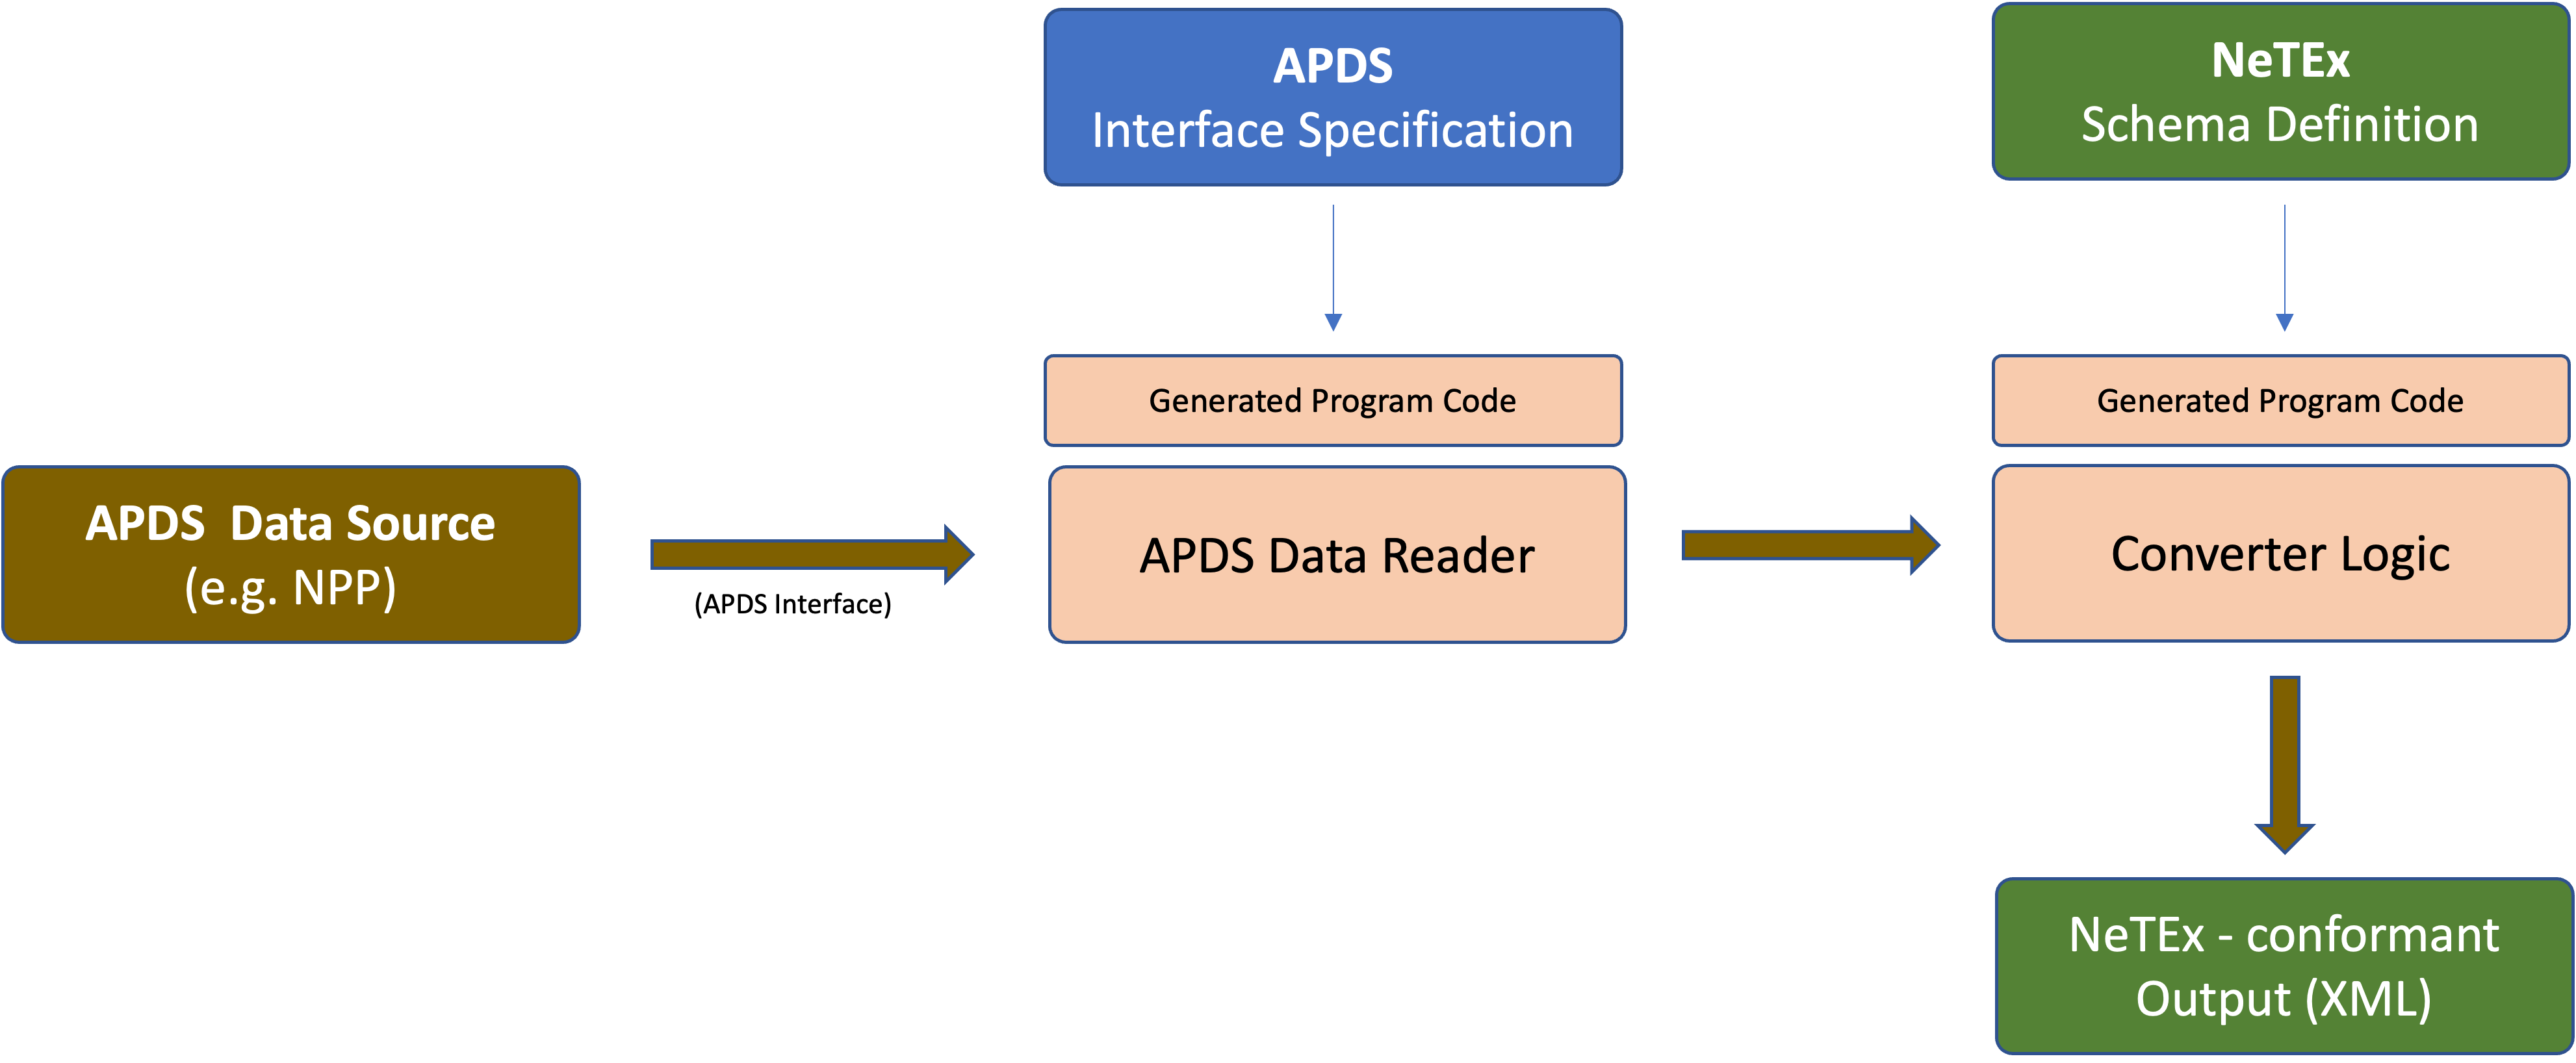 APDS
Interface Specification
NeTEx
Schema Definition
Generated Program Code
Generated Program Code
APDS  Data Source
(e.g. NPP)
(APDS Interface)
APDS Data Reader
Converter Logic
NeTEx - conformant
Output (XML)